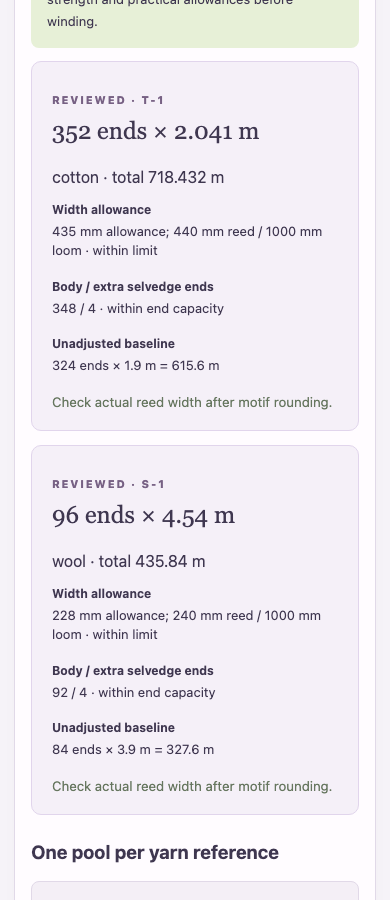 strength and practical allowances before
winding.
REVIEWED · T-1
352 ends × 2.041 m
cotton · total 718.432 m
Width allowance
435 mm allowance; 440 mm reed / 1000 mm
loom · within limit
Body / extra selvedge ends
348 / 4 · within end capacity
Unadjusted baseline
324 ends × 1.9 m = 615.6 m
Check actual reed width after motif rounding.
REVIEWED · S-1
96 ends × 4.54 m
wool · total 435.84 m
Width allowance
228 mm allowance; 240 mm reed / 1000 mm
loom · within limit
Body / extra selvedge ends
92 / 4 · within end capacity
Unadjusted baseline
84 ends × 3.9 m = 327.6 m
Check actual reed width after motif rounding.
One pool per yarn reference